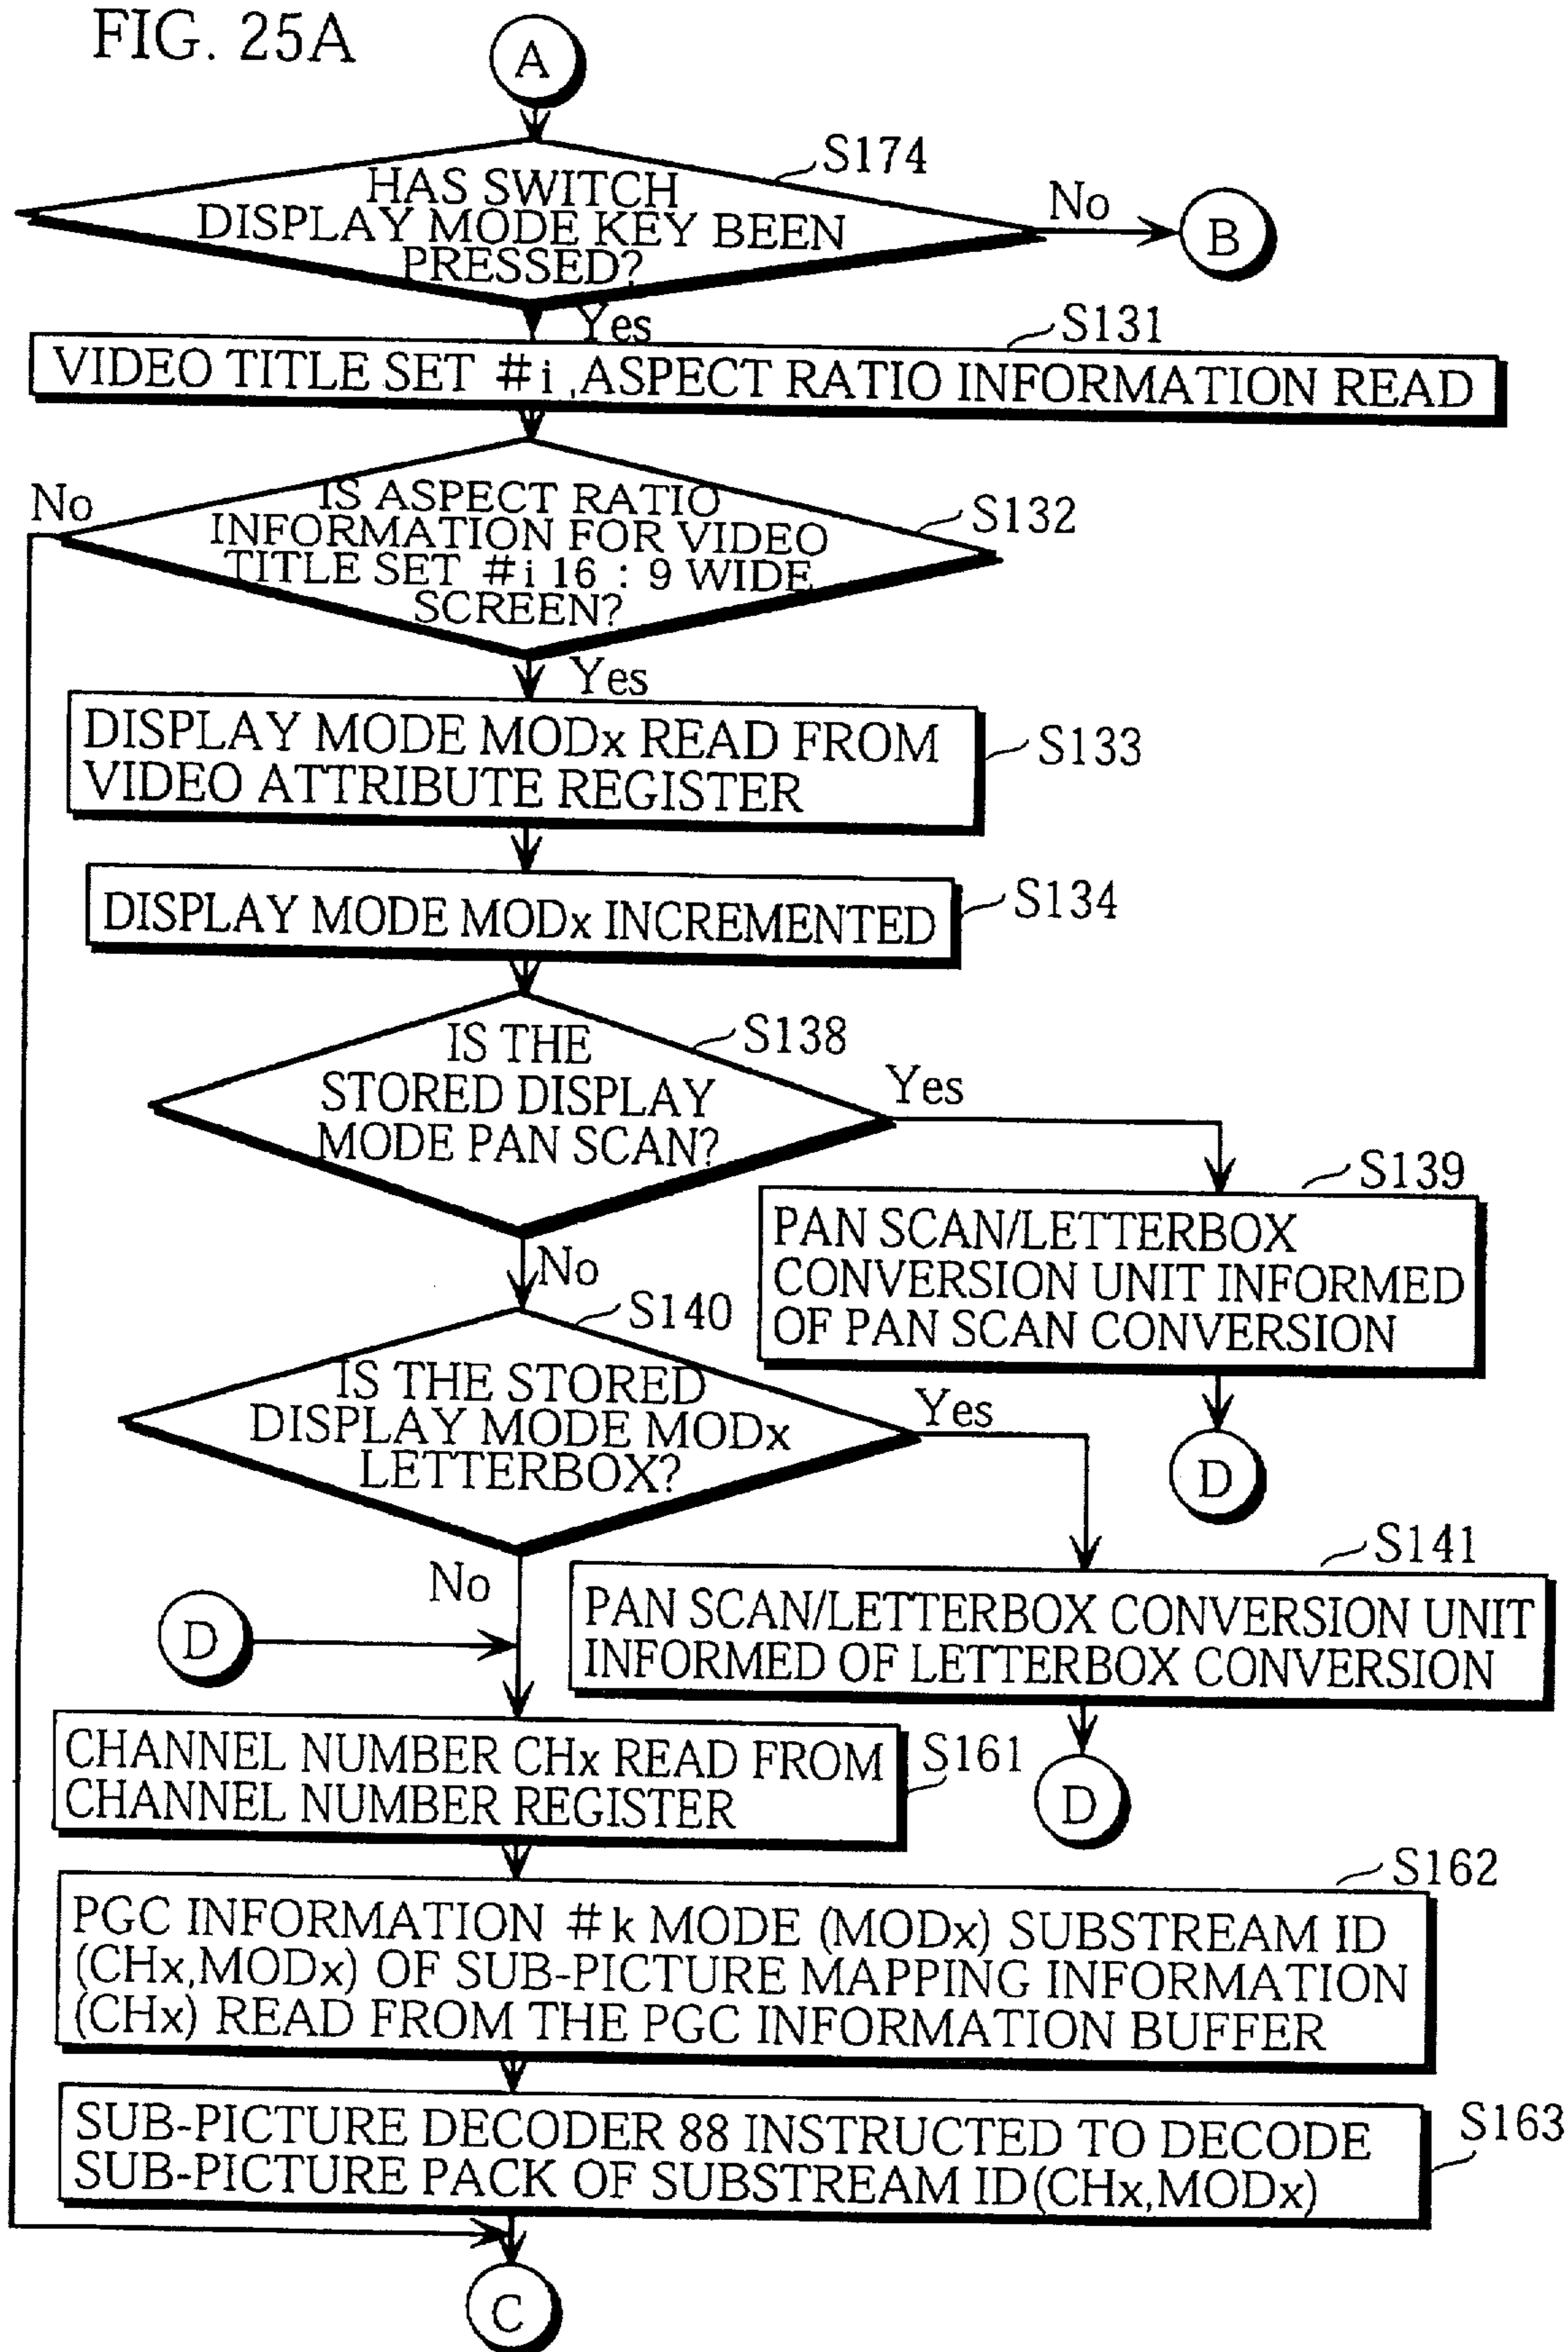 FIG. 25A
A
S174
HAS SWITCH
DISPLAY MODE KEY BEEN
PRESSED?
No
B
Yes
S131
VIDEO TITLE SET #i ,ASPECT RATIO INFORMATION READ
No
IS ASPECT RATIO
INFORMATION FOR VIDEO
TITLE SET #i 16 : 9 WIDE
SCREEN?
S132
Yes
DISPLAY MODE MODx READ FROM
VIDEO ATTRIBUTE REGISTER
S133
DISPLAY MODE MODx INCREMENTED
S134
S138
IS THE
STORED DISPLAY
MODE PAN SCAN?
Yes
S139
PAN SCAN/LETTERBOX
CONVERSION UNIT INFORMED
OF PAN SCAN CONVERSION
D
No
S140
IS THE STORED
DISPLAY MODE MODx
LETTERBOX?
Yes
S141
PAN SCAN/LETTERBOX CONVERSION UNIT
INFORMED OF LETTERBOX CONVERSION
D
No
D
CHANNEL NUMBER CHx READ FROM
CHANNEL NUMBER REGISTER
S161
S162
PGC INFORMATION #k MODE (MODx) SUBSTREAM ID
(CHx,MODx) OF SUB-PICTURE MAPPING INFORMATION
(CHx) READ FROM THE PGC INFORMATION BUFFER
SUB-PICTURE DECODER 88 INSTRUCTED TO DECODE
SUB-PICTURE PACK OF SUBSTREAM ID(CHx,MODx)
S163
C